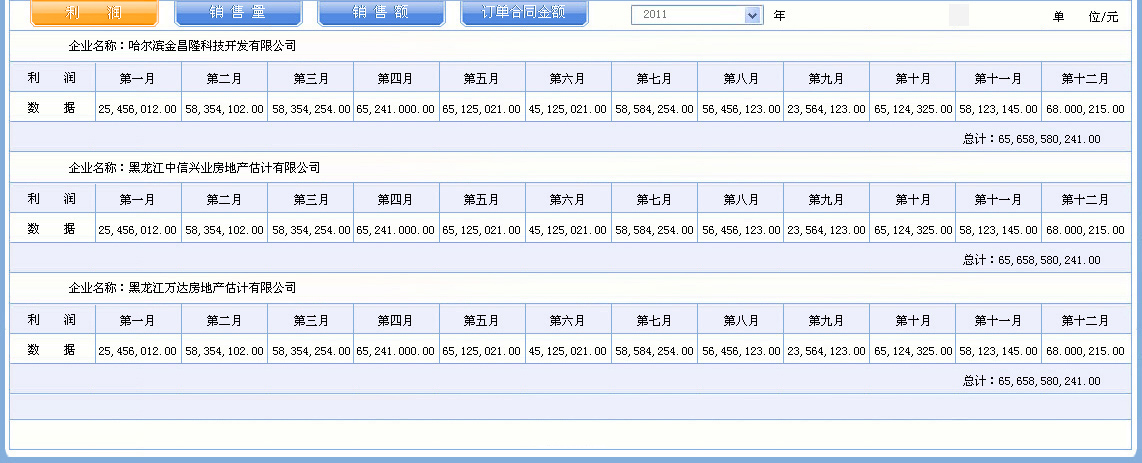 利 润 销 售 量 销 售 额 订单合同金额 2011 年 单 位/元
企业名称：哈尔滨金昌隆科技开发有限公司
利 润 第一月 第二月 第三月 第四月 第五月 第六月 第七月 第八月 第九月 第十月 第十一月 第十二月
数 据 25,456,012.00 58,354,102.00 58,354,254.00 65,241.000.00 65,125,021.00 45,125,021.00 58,584,254.00 56,456,123.00 23,564,123.00 65,124,325.00 58,123,145.00 68.000,215.00
总计：65,658,580,241.00
企业名称：黑龙江中信兴业房地产估计有限公司
利 润 第一月 第二月 第三月 第四月 第五月 第六月 第七月 第八月 第九月 第十月 第十一月 第十二月
数 据 25,456,012.00 58,354,102.00 58,354,254.00 65,241.000.00 65,125,021.00 45,125,021.00 58,584,254.00 56,456,123.00 23,564,123.00 65,124,325.00 58,123,145.00 68.000,215.00
总计：65,658,580,241.00
企业名称：黑龙江万达房地产估计有限公司
利 润 第一月 第二月 第三月 第四月 第五月 第六月 第七月 第八月 第九月 第十月 第十一月 第十二月
数 据 25,456,012.00 58,354,102.00 58,354,254.00 65,241.000.00 65,125,021.00 45,125,021.00 58,584,254.00 56,456,123.00 23,564,123.00 65,124,325.00 58,123,145.00 68.000,215.00
总计：65,658,580,241.00